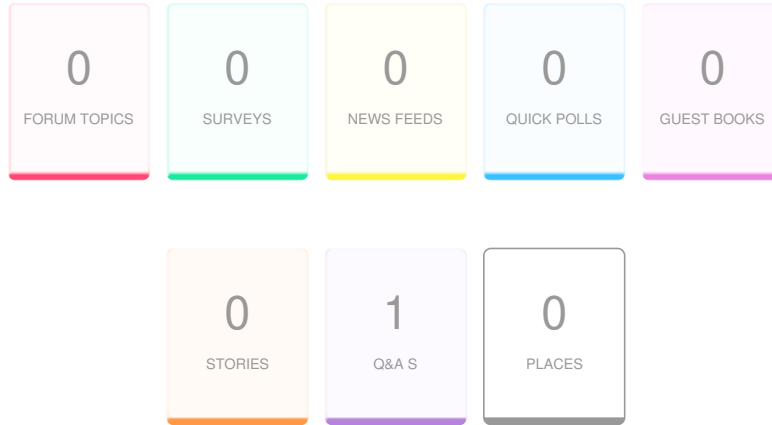 0 0 0 0 0
FORUM TOPICS SURVEYS NEWS FEEDS QUICK POLLS GUEST BOOKS
0 1 0
STORIES Q&A S PLACES